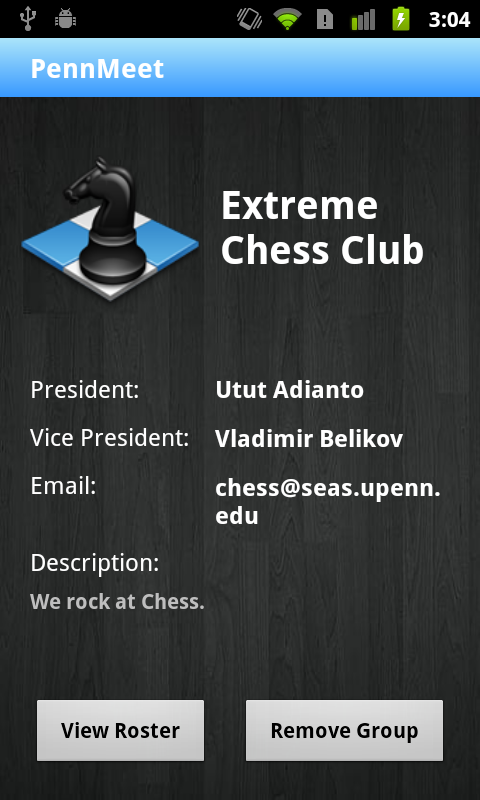 3:04
PennMeet
Extreme
Chess Club
President: Utut Adianto
Vice President: Vladimir Belikov
Email: chess@seas.upenn.
edu
Description:
We rock at Chess.
View Roster Remove Group